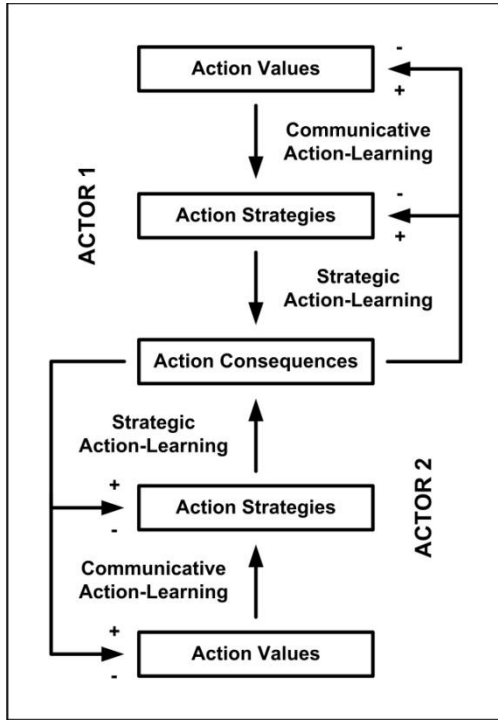 -
Action Values
+
Communicative
Action-Learning
ACTOR 1
-
Action Strategies
+
Strategic
Action-Learning
Action Consequences
Strategic
Action-Learning
+
Action Strategies
-
ACTOR 2
Communicative
Action-Learning
+
Action Values
-